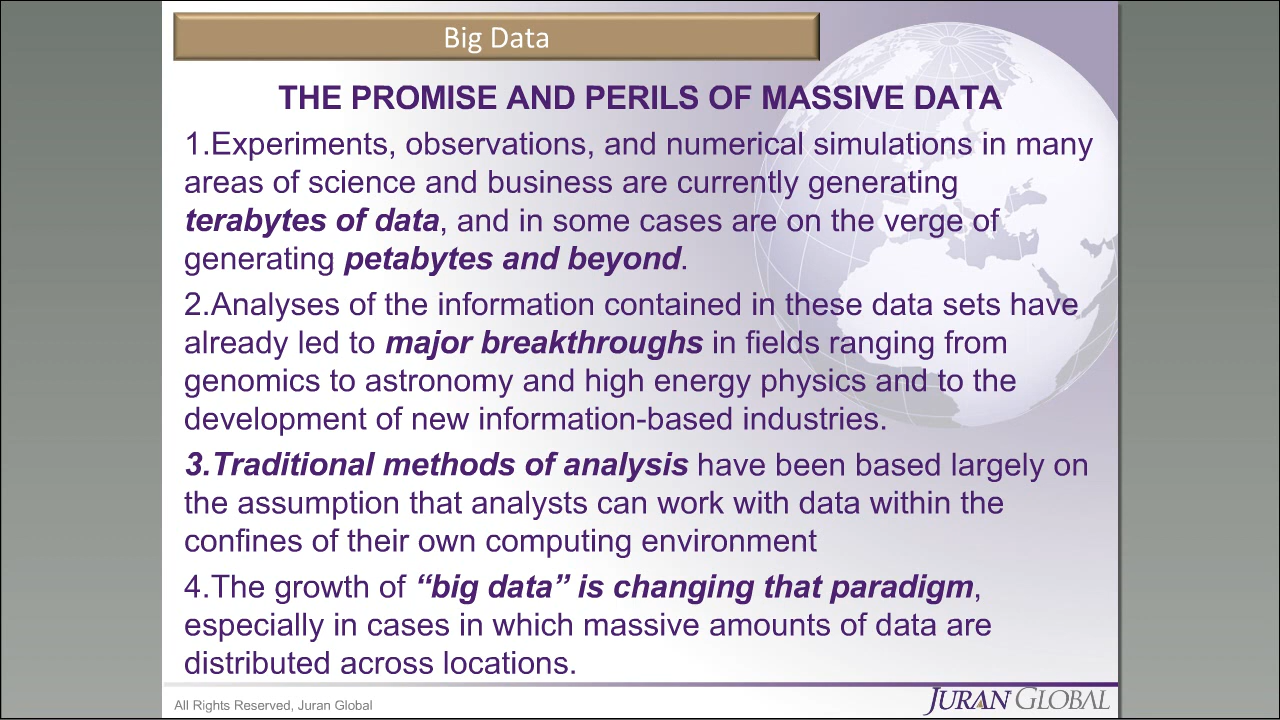 Big Data
THE PROMISE AND PERILS OF MASSIVE DATA
1.Experiments, observations, and numerical simulations in many
areas of science and business are currently generating
terabytes of data, and in some cases are on the verge of
generating petabytes and beyond.
2.Analyses of the information contained in these data sets have
already led to major breakthroughs in fields ranging from
genomics to astronomy and high energy physics and to the
development of new information-based industries.
3.Traditional methods of analysis have been based largely on
the assumption that analysts can work with data within the
confines of their own computing environment
4.The growth of “big data” is changing that paradigm,
especially in cases in which massive amounts of data are
distributed across locations.
All Rights Reserved, Juran Global
JURAN GLOBAL